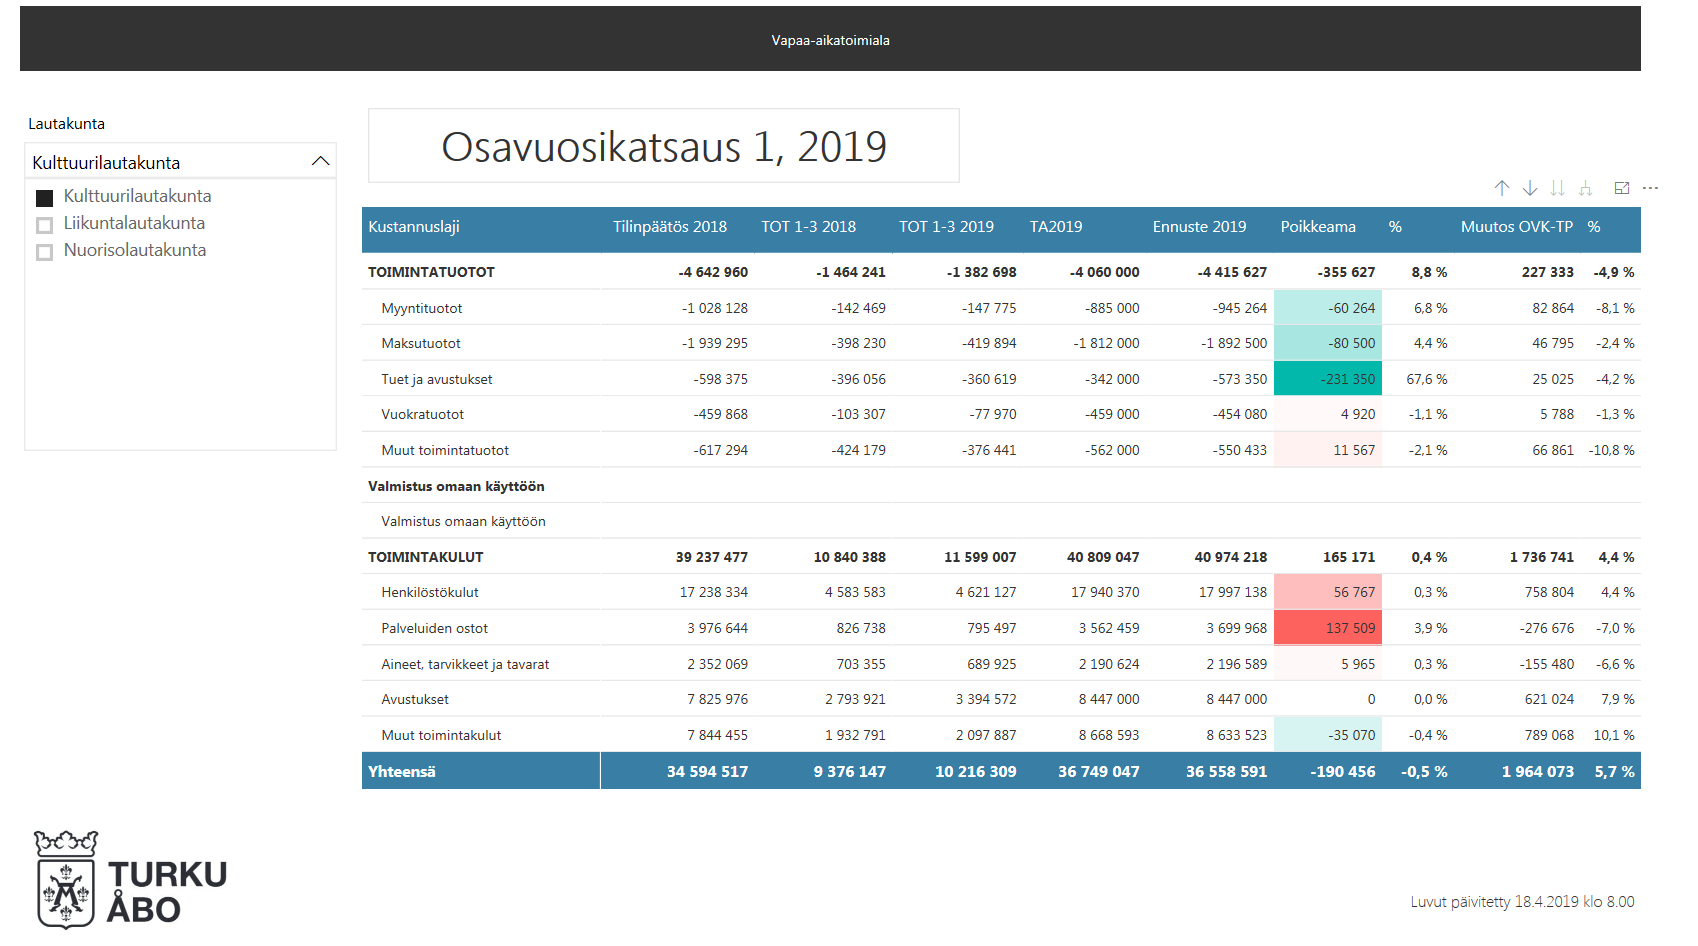 Vapaa-aikatoimiala
Lautakunta
Kulttuurilautakunta
Kulttuurilautakunta
Liikuntalautakunta
Nuorisolautakunta
Osavuosikatsaus 1, 2019
Kustannuslaji Tilinpäätös 2018 TOT 1-3 2018 TOT 1-3 2019 TA2019 Ennuste 2019 Poikkeama % Muutos OVK-TP %
TOIMINTATUOTOT -4 642 960 -1 464 241 -1 382 698 -4 060 000 -4 415 627 -355 627 8,8 % 227 333 -4,9 %
Myyntituotot -1 028 128 -142 469 -147 775 -885 000 -945 264 -60 264 6,8 % 82 864 -8,1 %
Maksutuotot -1 939 295 -398 230 -419 894 -1 812 000 -1 892 500 -80 500 4,4 % 46 795 -2,4 %
Tuet ja avustukset -598 375 -396 056 -360 619 -342 000 -573 350 -231 350 67,6 % 25 025 -4,2 %
Vuokratuotot -459 868 -103 307 -77 970 -459 000 -454 080 4 920 -1,1 % 5 788 -1,3 %
Muut toimintatuotot -617 294 -424 179 -376 441 -562 000 -550 433 11 567 -2,1 % 66 861 -10,8 %
Valmistus omaan käyttöön
Valmistus omaan käyttöön
TOIMINTAKULUT 39 237 477 10 840 388 11 599 007 40 809 047 40 974 218 165 171 0,4 % 1 736 741 4,4 %
Henkilöstökulut 17 238 334 4 583 583 4 621 127 17 940 370 17 997 138 56 767 0,3 % 758 804 4,4 %
Palveluiden ostot 3 976 644 826 738 795 497 3 562 459 3 699 968 137 509 3,9 % -276 676 -7,0 %
Aineet, tarvikkeet ja tavarat 2 352 069 703 355 689 925 2 190 624 2 196 589 5 965 0,3 % -155 480 -6,6 %
Avustukset 7 825 976 2 793 921 3 394 572 8 447 000 8 447 000 0 0,0 % 621 024 7,9 %
Muut toimintakulut 7 844 455 1 932 791 2 097 887 8 668 593 8 633 523 -35 070 -0,4 % 789 068 10,1 %
Yhteensä 34 594 517 9 376 147 10 216 309 36 749 047 36 558 591 -190 456 -0,5 % 1 964 073 5,7 %
TURKU
ÅBO
Luvut päivitetty 18.4.2019 klo 8.00